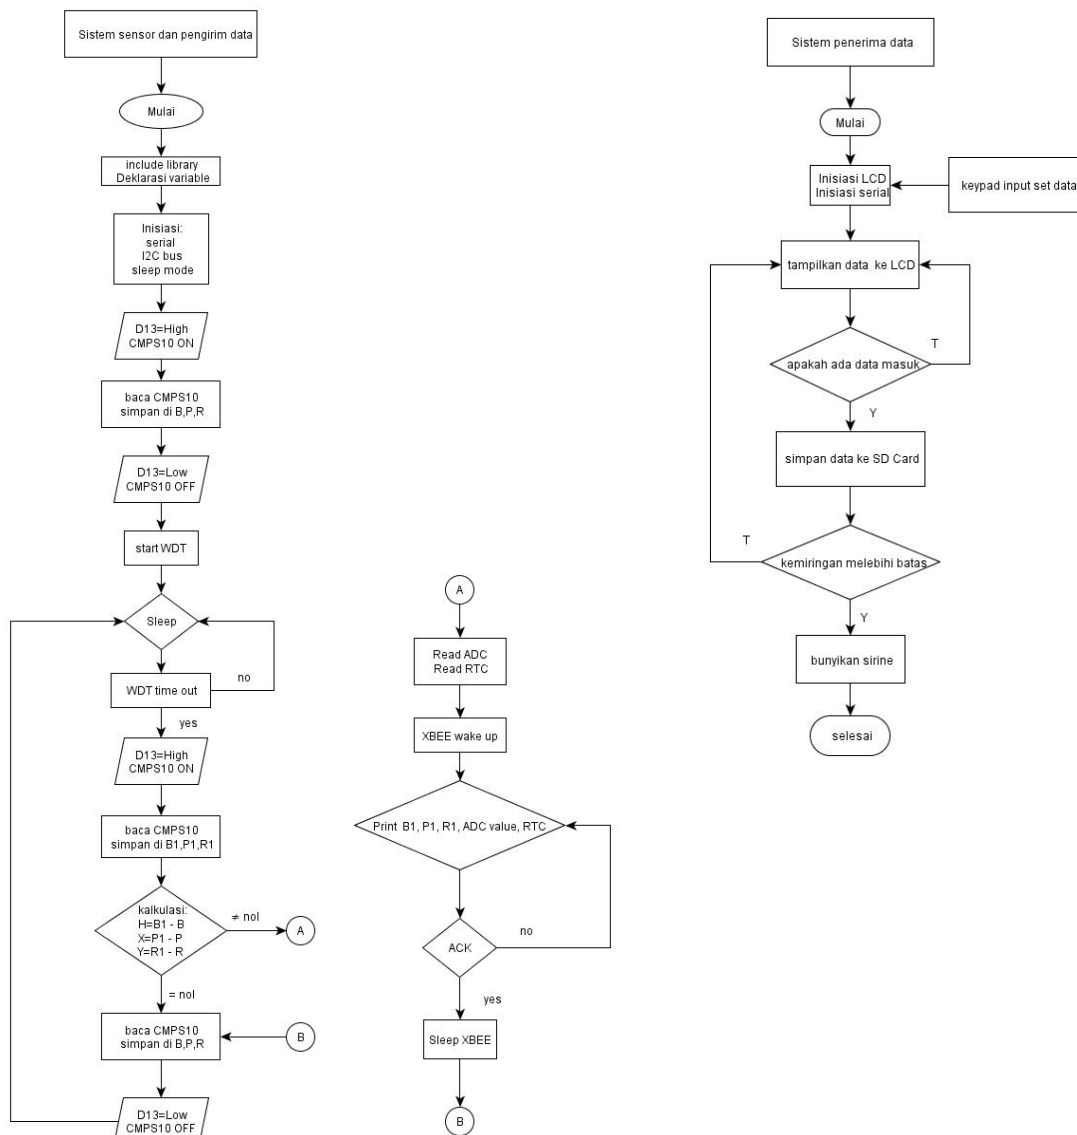 Sistem sensor dan pengirim data
Mulai
include library
Deklarasi variable
Inisiasi:
serial
I2C bus
sleep mode
D13=High
CMPS10 ON
baca CMPS10
simpan di B,P,R
D13=Low
CMPS10 OFF
start WDT
Sleep
WDT time out
no
yes
D13=High
CMPS10 ON
baca CMPS10
simpan di B1,P1,R1
kalkulasi:
H=B1 - B
X=P1 - P
Y=R1 - R
≠ nol
A
= nol
baca CMPS10
simpan di B,P,R
B
D13=Low
CMPS10 OFF
A
Read ADC
Read RTC
XBEE wake up
Print B1, P1, R1, ADC value, RTC
ACK
no
yes
Sleep XBEE
B
Sistem penerima data
Mulai
Inisiasi LCD
Inisiasi serial
keypad input set data
tampilkan data ke LCD
apakah ada data masuk
T
Y
simpan data ke SD Card
kemiringan melebihi batas
T
Y
bunyikan sirine
selesai